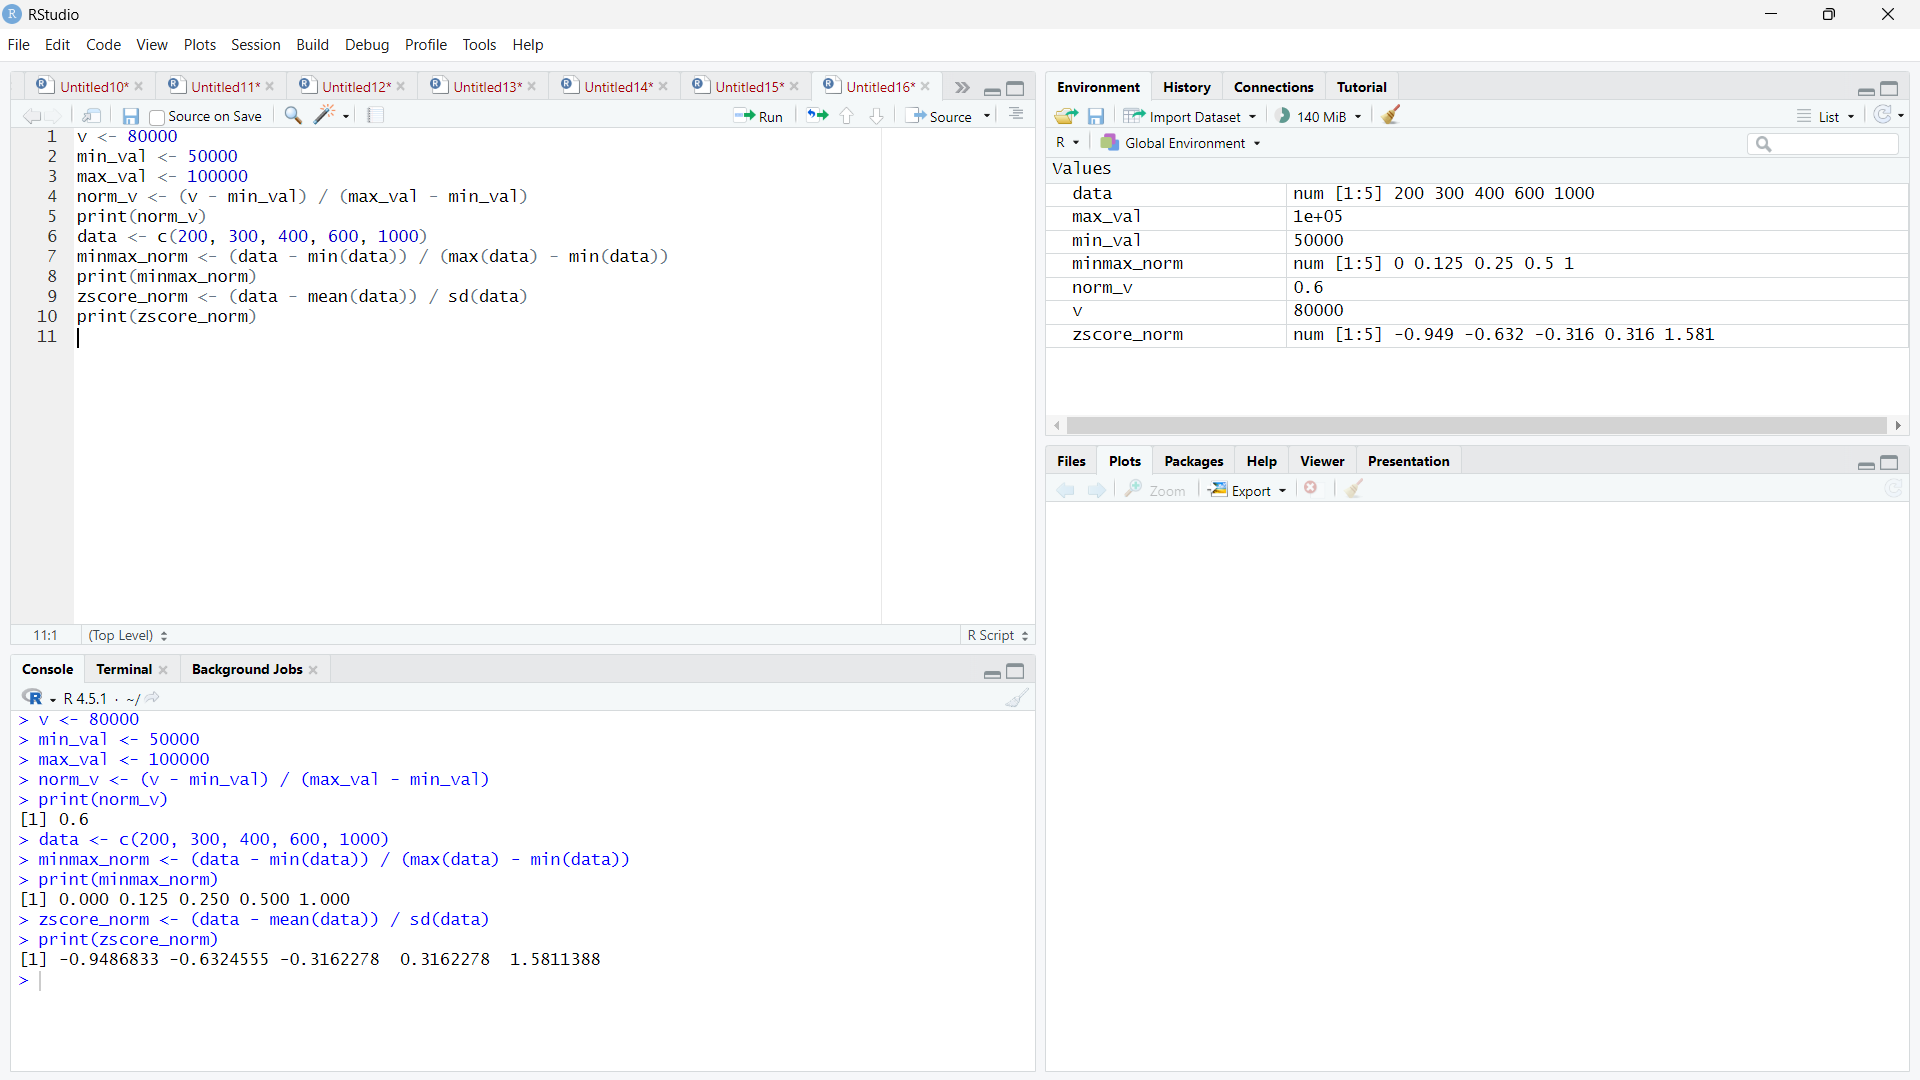 RStudio
File Edit Code View Plots Session Build Debug Profile Tools Help
Untitled10* Untitled11* Untitled12* Untitled13* Untitled14* Untitled15* Untitled16*
Source on Save Run Source
1 v <- 80000
2 min_val <- 50000
3 max_val <- 100000
4 norm_v <- (v - min_val) / (max_val - min_val)
5 print(norm_v)
6 data <- c(200, 300, 400, 600, 1000)
7 minmax_norm <- (data - min(data)) / (max(data) - min(data))
8 print(minmax_norm)
9 zscore_norm <- (data - mean(data)) / sd(data)
10 print(zscore_norm)
11
11:1 (Top Level) R Script
Console Terminal Background Jobs
R 4.5.1 · ~/
> v <- 80000
> min_val <- 50000
> max_val <- 100000
> norm_v <- (v - min_val) / (max_val - min_val)
> print(norm_v)
[1] 0.6
> data <- c(200, 300, 400, 600, 1000)
> minmax_norm <- (data - min(data)) / (max(data) - min(data))
> print(minmax_norm)
[1] 0.000 0.125 0.250 0.500 1.000
> zscore_norm <- (data - mean(data)) / sd(data)
> print(zscore_norm)
[1] -0.9486833 -0.6324555 -0.3162278  0.3162278  1.5811388
>
Environment History Connections Tutorial
Import Dataset 140 MiB List
R Global Environment
Values
data num [1:5] 200 300 400 600 1000
max_val 1e+05
min_val 50000
minmax_norm num [1:5] 0 0.125 0.25 0.5 1
norm_v 0.6
v 80000
zscore_norm num [1:5] -0.949 -0.632 -0.316 0.316 1.581
Files Plots Packages Help Viewer Presentation
Zoom Export